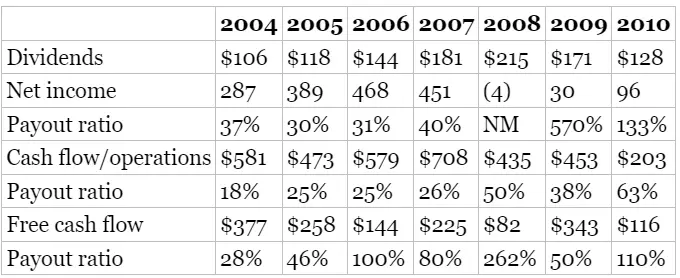 2004 2005 2006 2007 2008 2009 2010
Dividends $106 $118 $144 $181 $215 $171 $128
Net income 287 389 468 451 (4) 30 96
Payout ratio 37% 30% 31% 40% NM 570% 133%
Cash flow/operations $581 $473 $579 $708 $435 $453 $203
Payout ratio 18% 25% 25% 26% 50% 38% 63%
Free cash flow $377 $258 $144 $225 $82 $343 $116
Payout ratio 28% 46% 100% 80% 262% 50% 110%